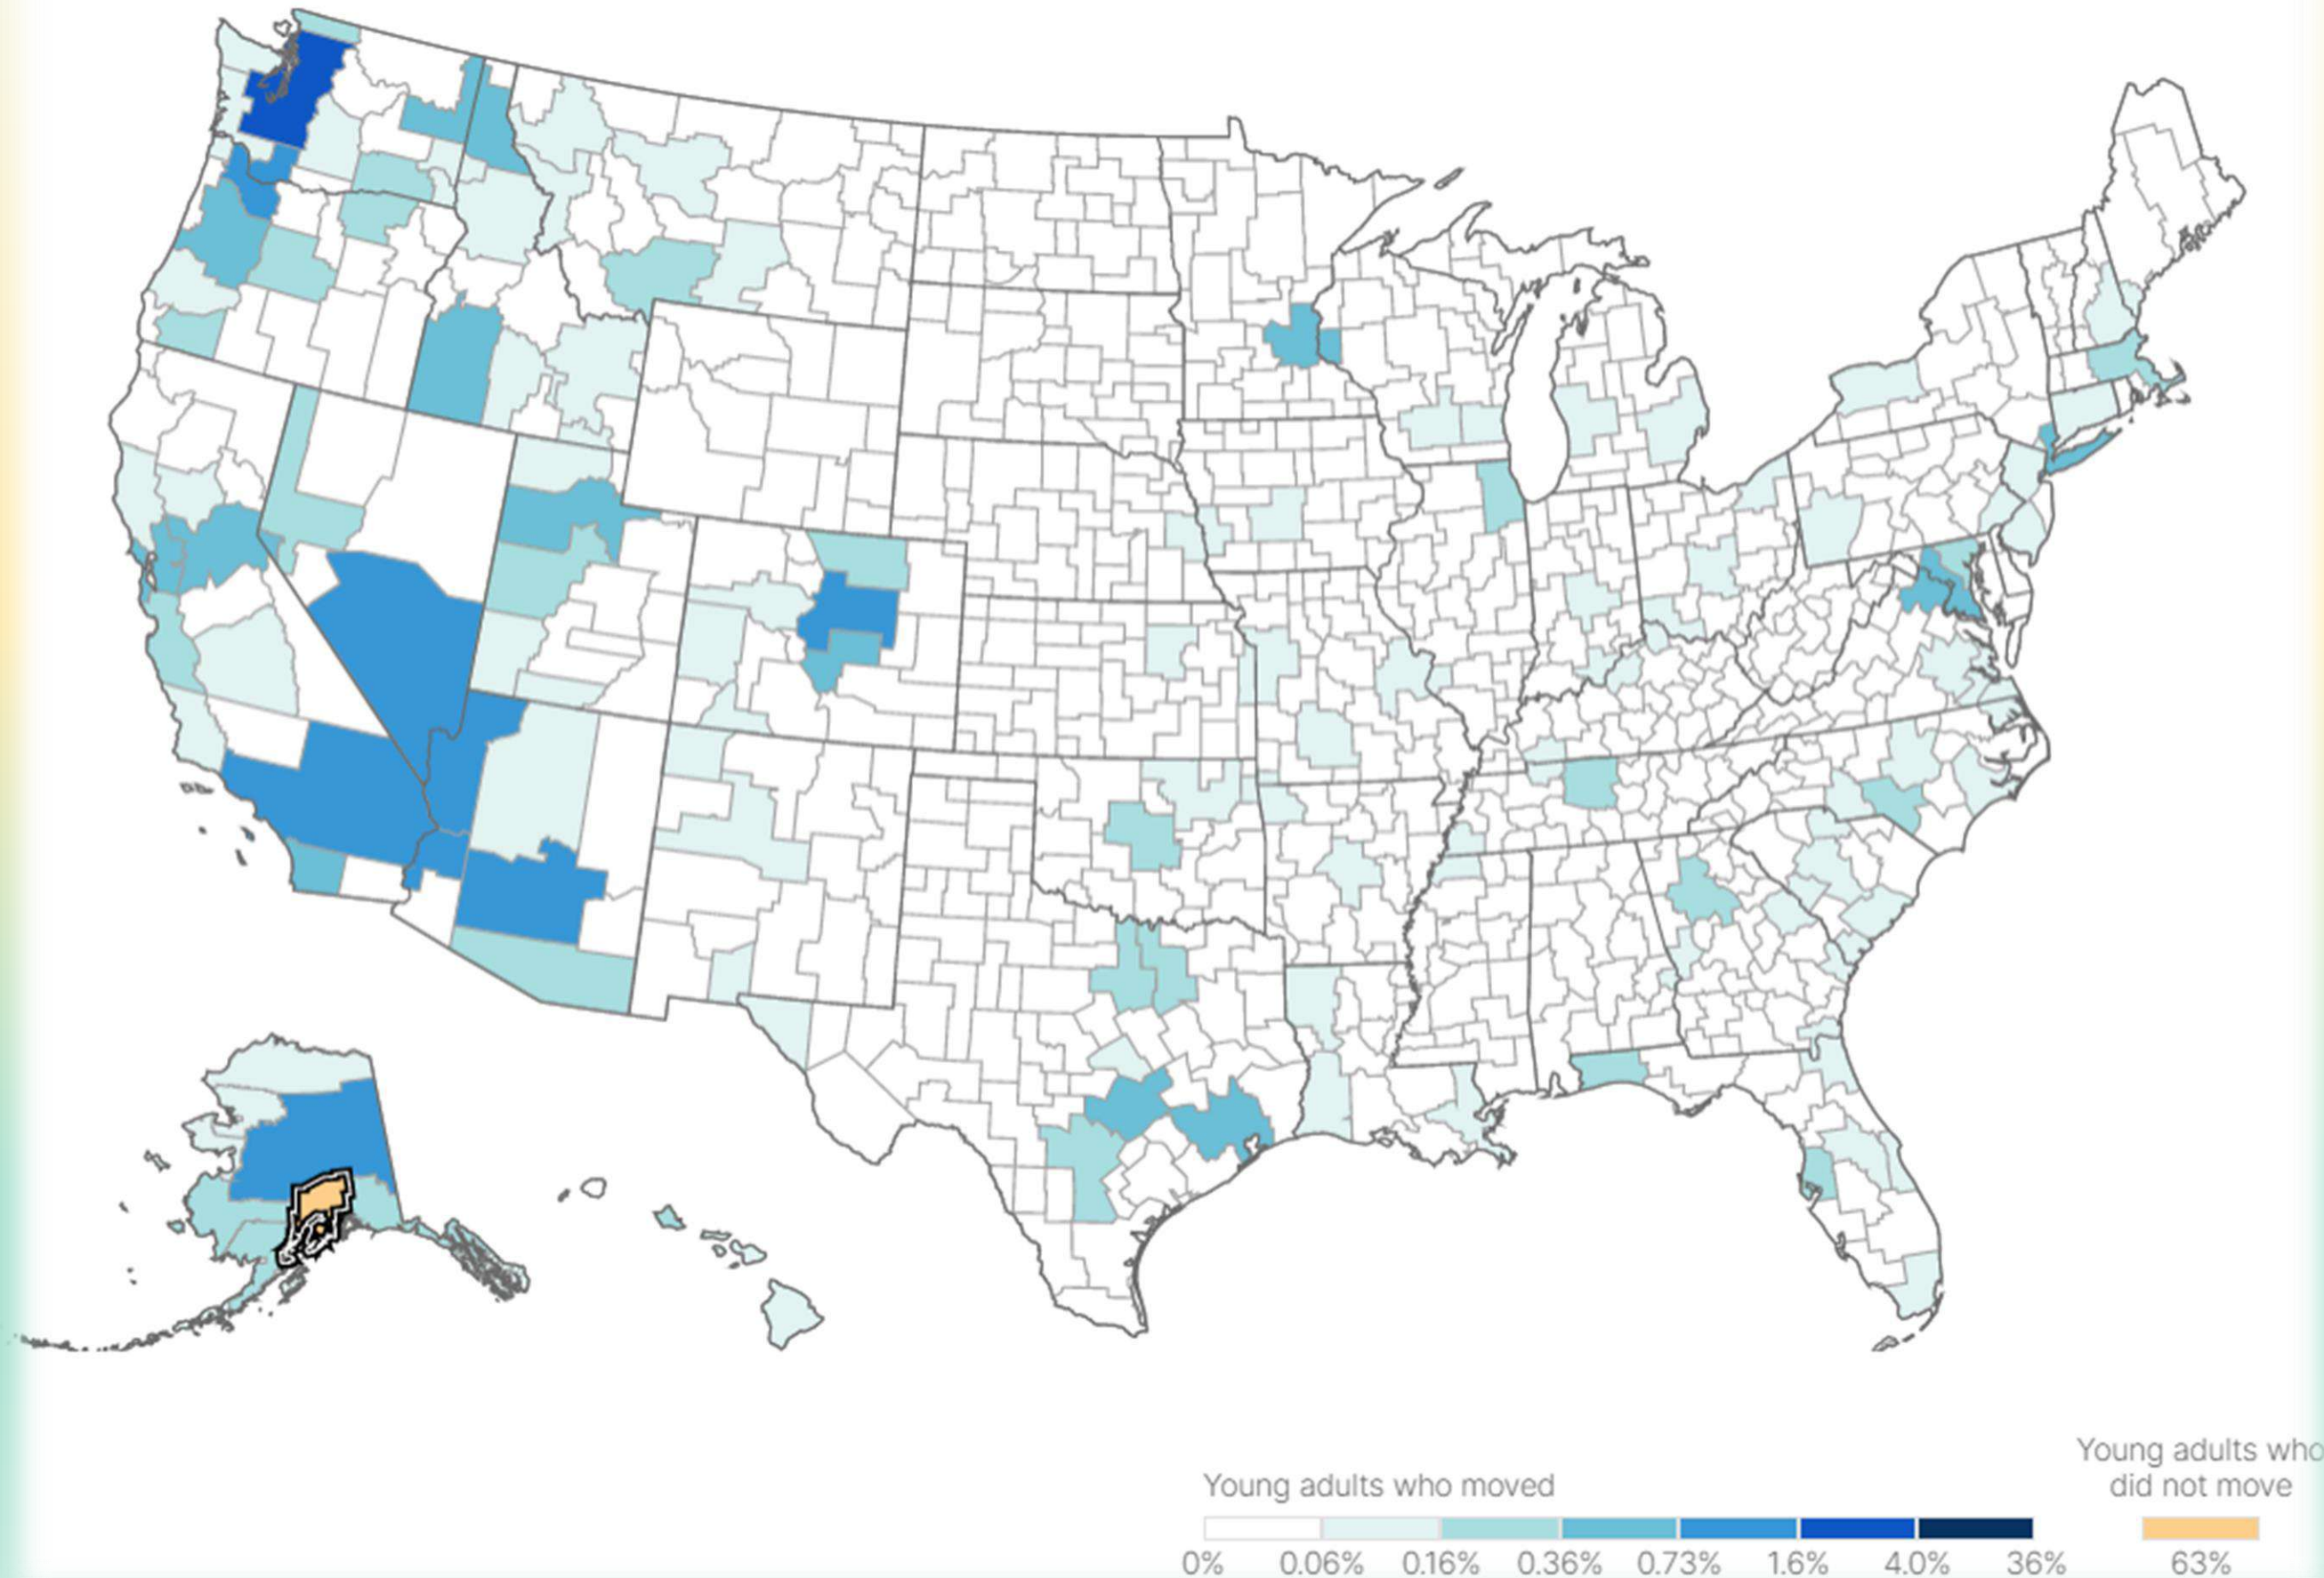 Young adults who moved
0% 0.06% 0.16% 0.36% 0.73% 1.6% 4.0% 36%
Young adults who
did not move
63%